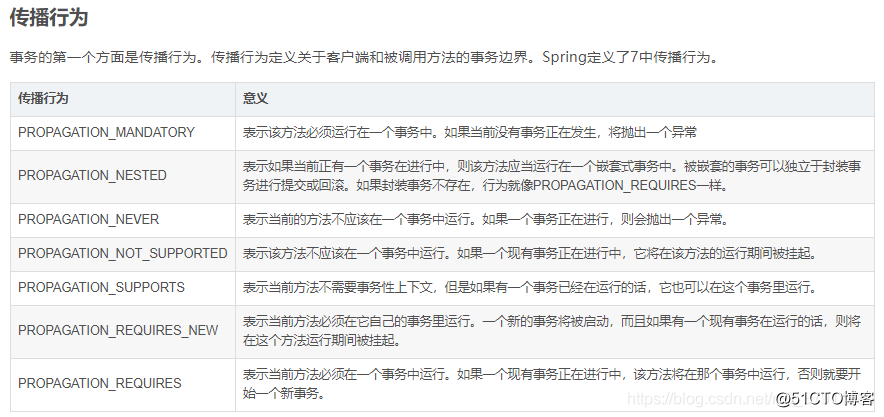 传播行为
事务的第一个方面是传播行为。传播行为定义关于客户端和被调用方法的事务边界。Spring定义了7中传播行为。
传播行为 意义
PROPAGATION_MANDATORY 表示该方法必须运行在一个事务中。如果当前没有事务正在发生，将抛出一个异常
PROPAGATION_NESTED 表示如果当前正有一个事务在进行中，则该方法应当运行在一个嵌套式事务中。被嵌套的事务可以独立于封装事
务进行提交或回滚。如果封装事务不存在，行为就像PROPAGATION_REQUIRES一样。
PROPAGATION_NEVER 表示当前的方法不应该在一个事务中运行。如果一个事务正在进行，则会抛出一个异常。
PROPAGATION_NOT_SUPPORTED 表示该方法不应该在一个事务中运行。如果一个现有事务正在进行中，它将在该方法的运行期间被挂起。
PROPAGATION_SUPPORTS 表示当前方法不需要事务性上下文，但是如果有一个事务已经在运行的话，它也可以在这个事务里运行。
PROPAGATION_REQUIRES_NEW 表示当前方法必须在它自己的事务里运行。一个新的事务将被启动，而且如果有一个现有事务在运行的话，则将
在这个方法运行期间被挂起。
PROPAGATION_REQUIRES 表示当前方法必须在一个事务中运行。如果一个现有事务正在进行中，该方法将在那个事务中运行，否则就要开
始一个新事务。
https://blog.csdn.net/
@51CTO博客